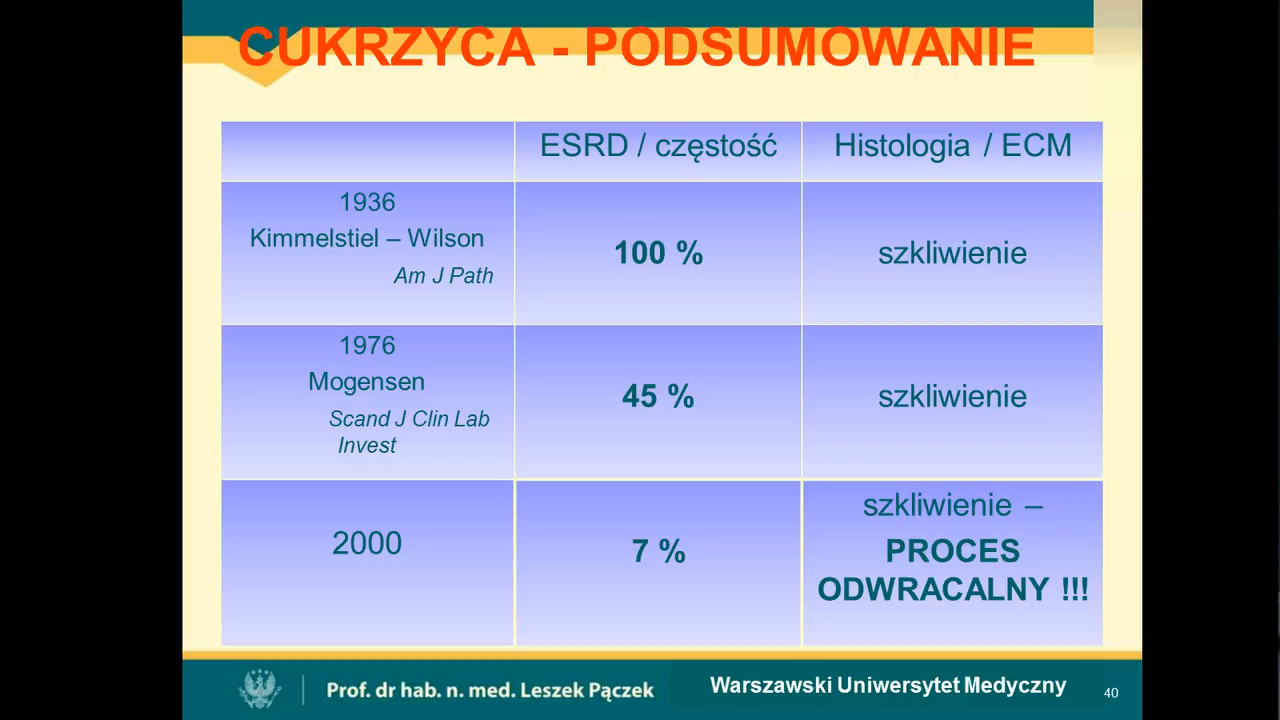 CUKRZYCA - PODSUMOWANIE
ESRD / częstość
Histologia / ECM
1936
Kimmelstiel – Wilson
Am J Path
100 %
szkliwienie
1976
Mogensen
Scand J Clin Lab
Invest
45 %
szkliwienie
2000
7 %
szkliwienie –
PROCES
ODWRACALNY !!!
Prof. dr hab. n. med. Leszek Pączek
Warszawski Uniwersytet Medyczny
40